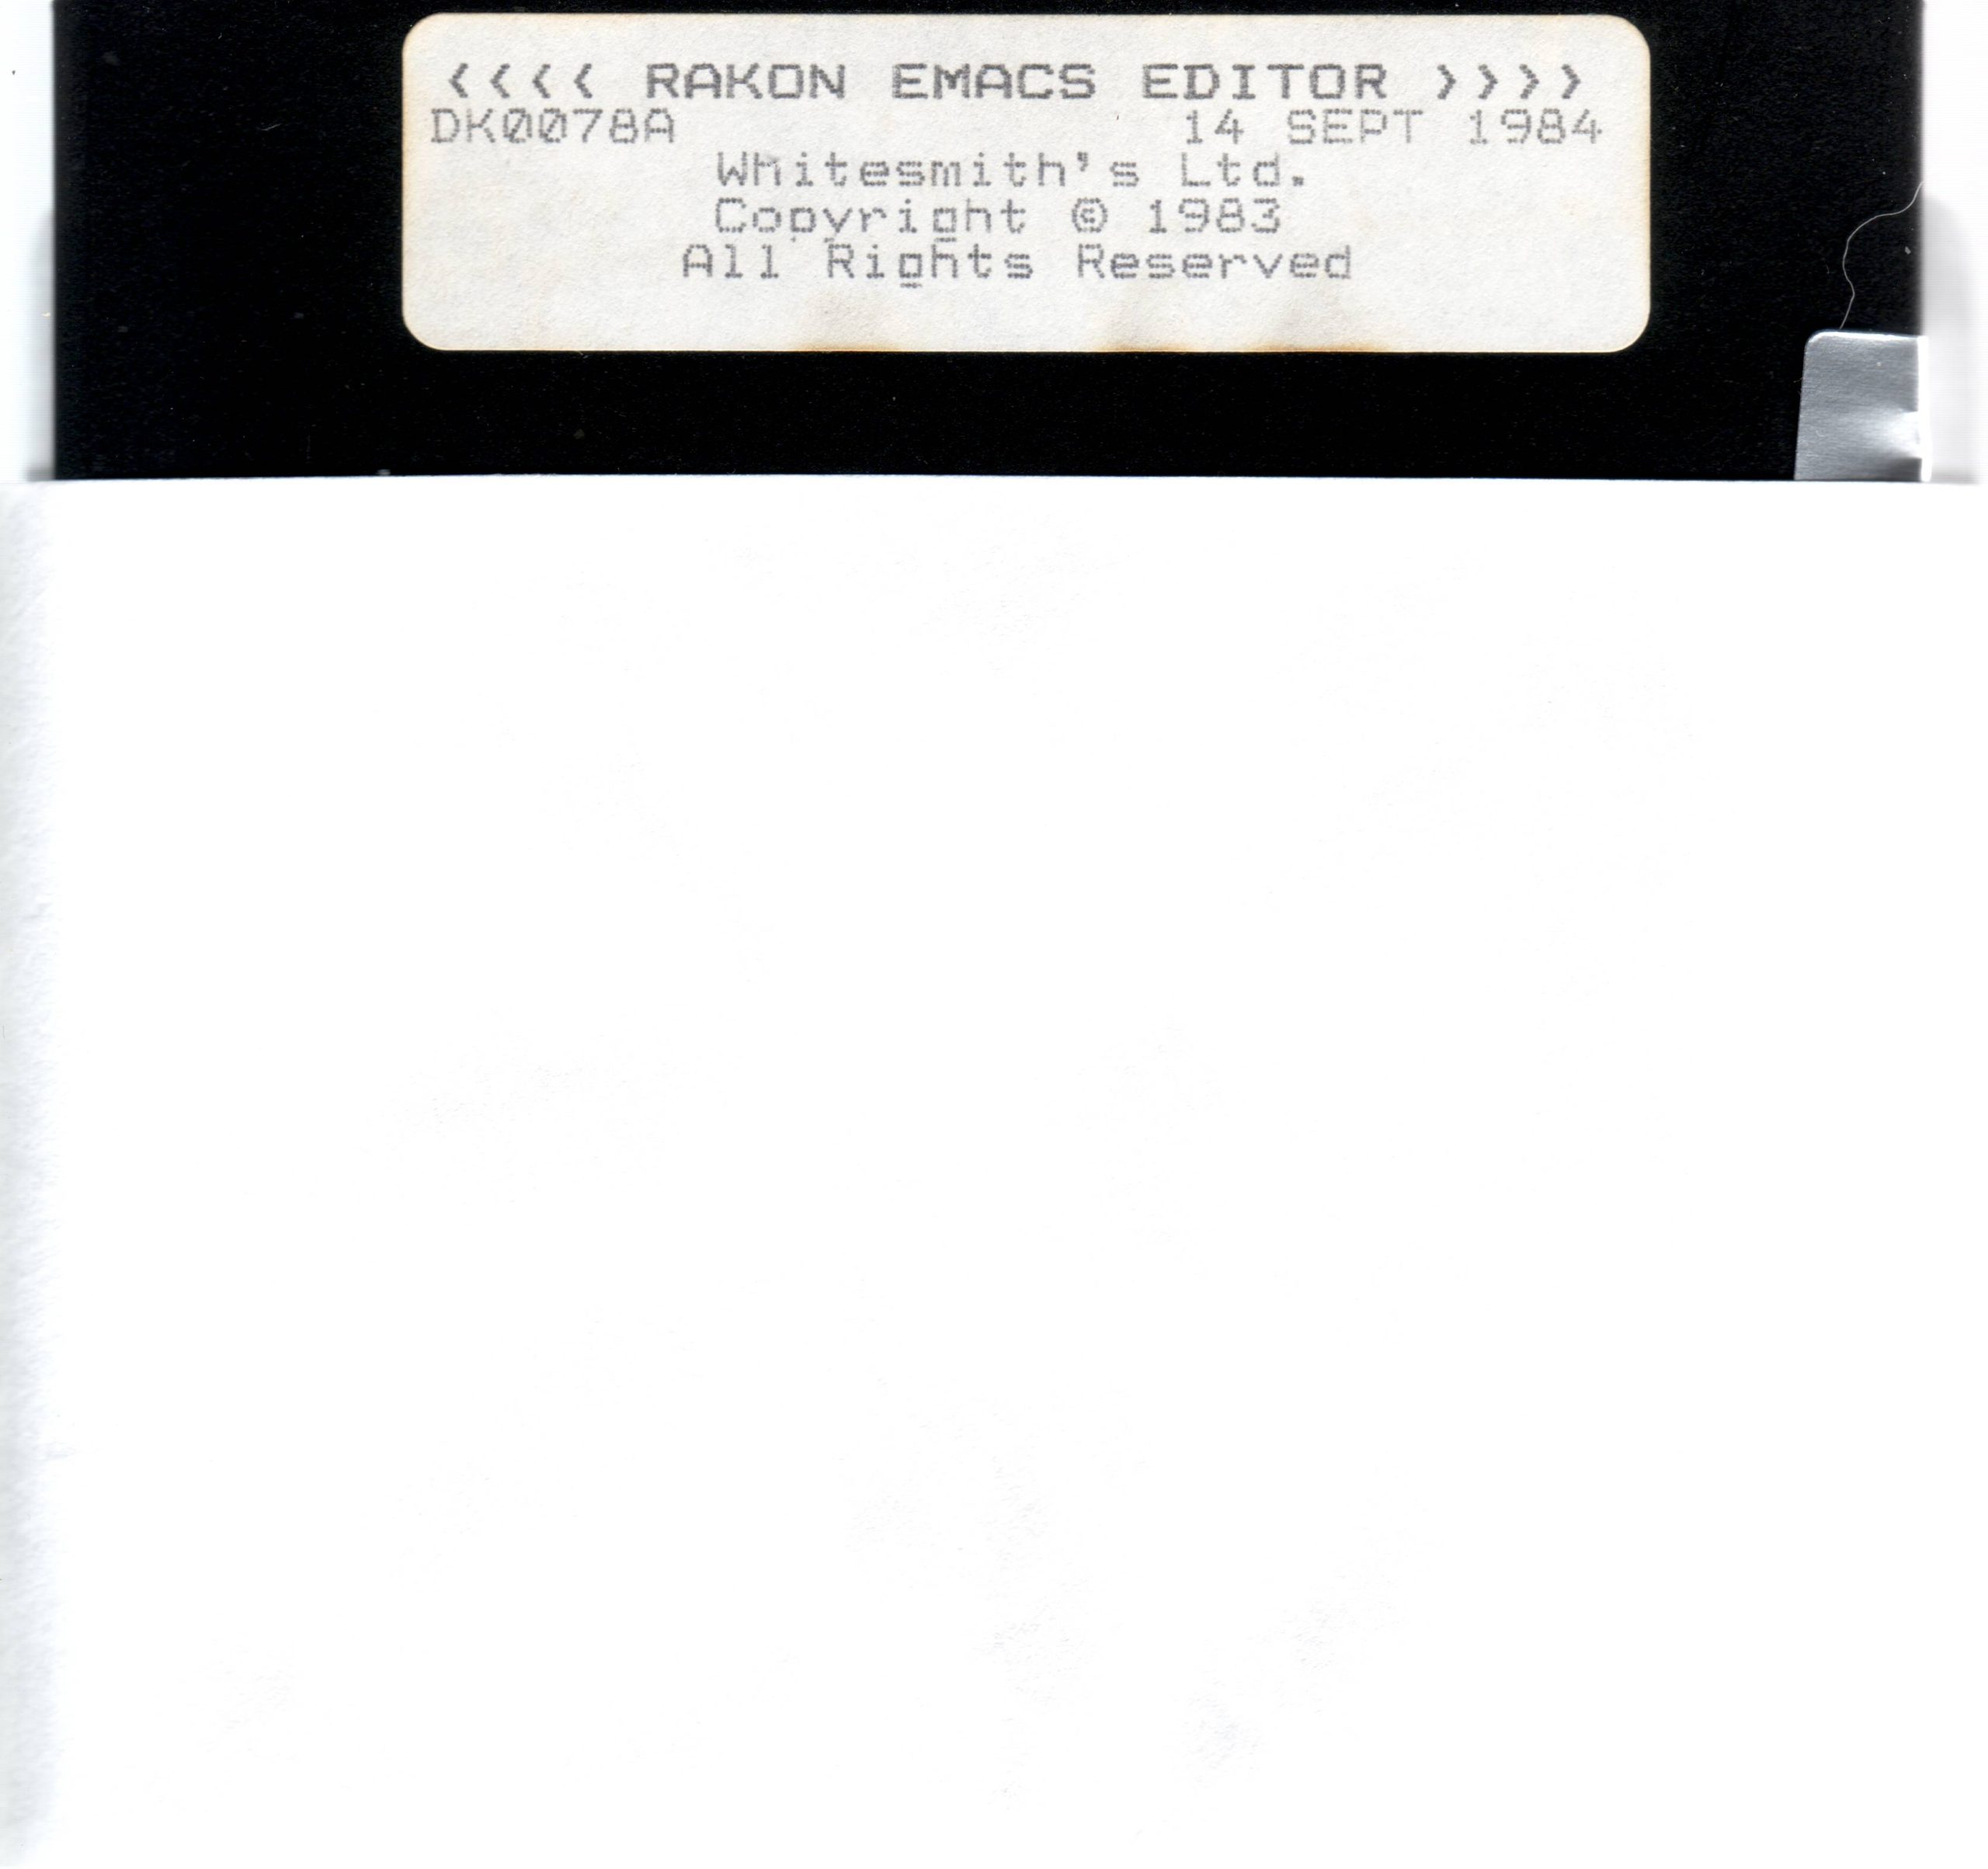 <<<< RAKON EMACS EDITOR >>>>
DK0078A 14 SEPT 1984
Whitesmith's Ltd.
Copyright © 1983
All Rights Reserved